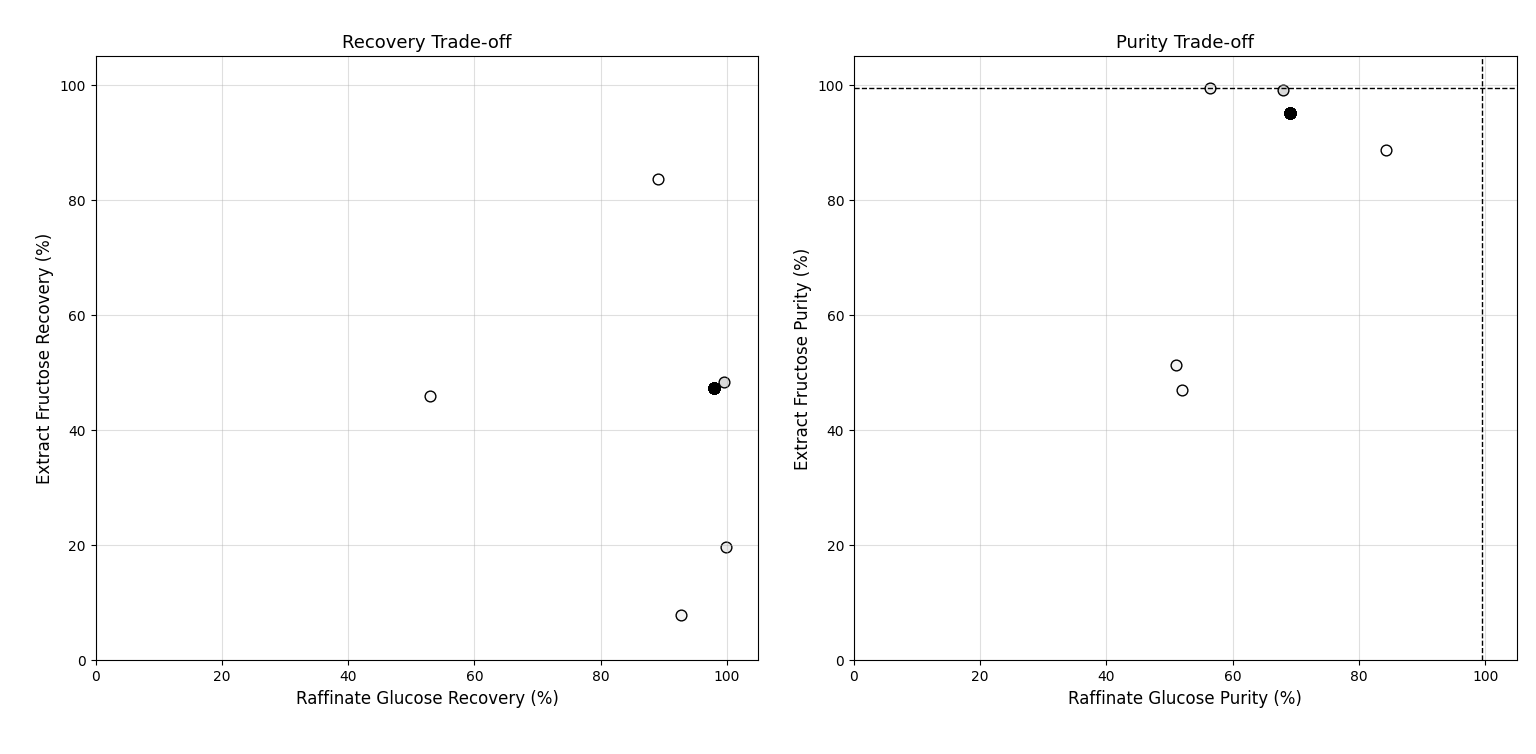 Recovery Trade-off
Extract Fructose Recovery (%)
100
80
60
40
20
0
0 20 40 60 80 100
Raffinate Glucose Recovery (%)
Purity Trade-off
Extract Fructose Purity (%)
100
80
60
40
20
0
0 20 40 60 80 100
Raffinate Glucose Purity (%)